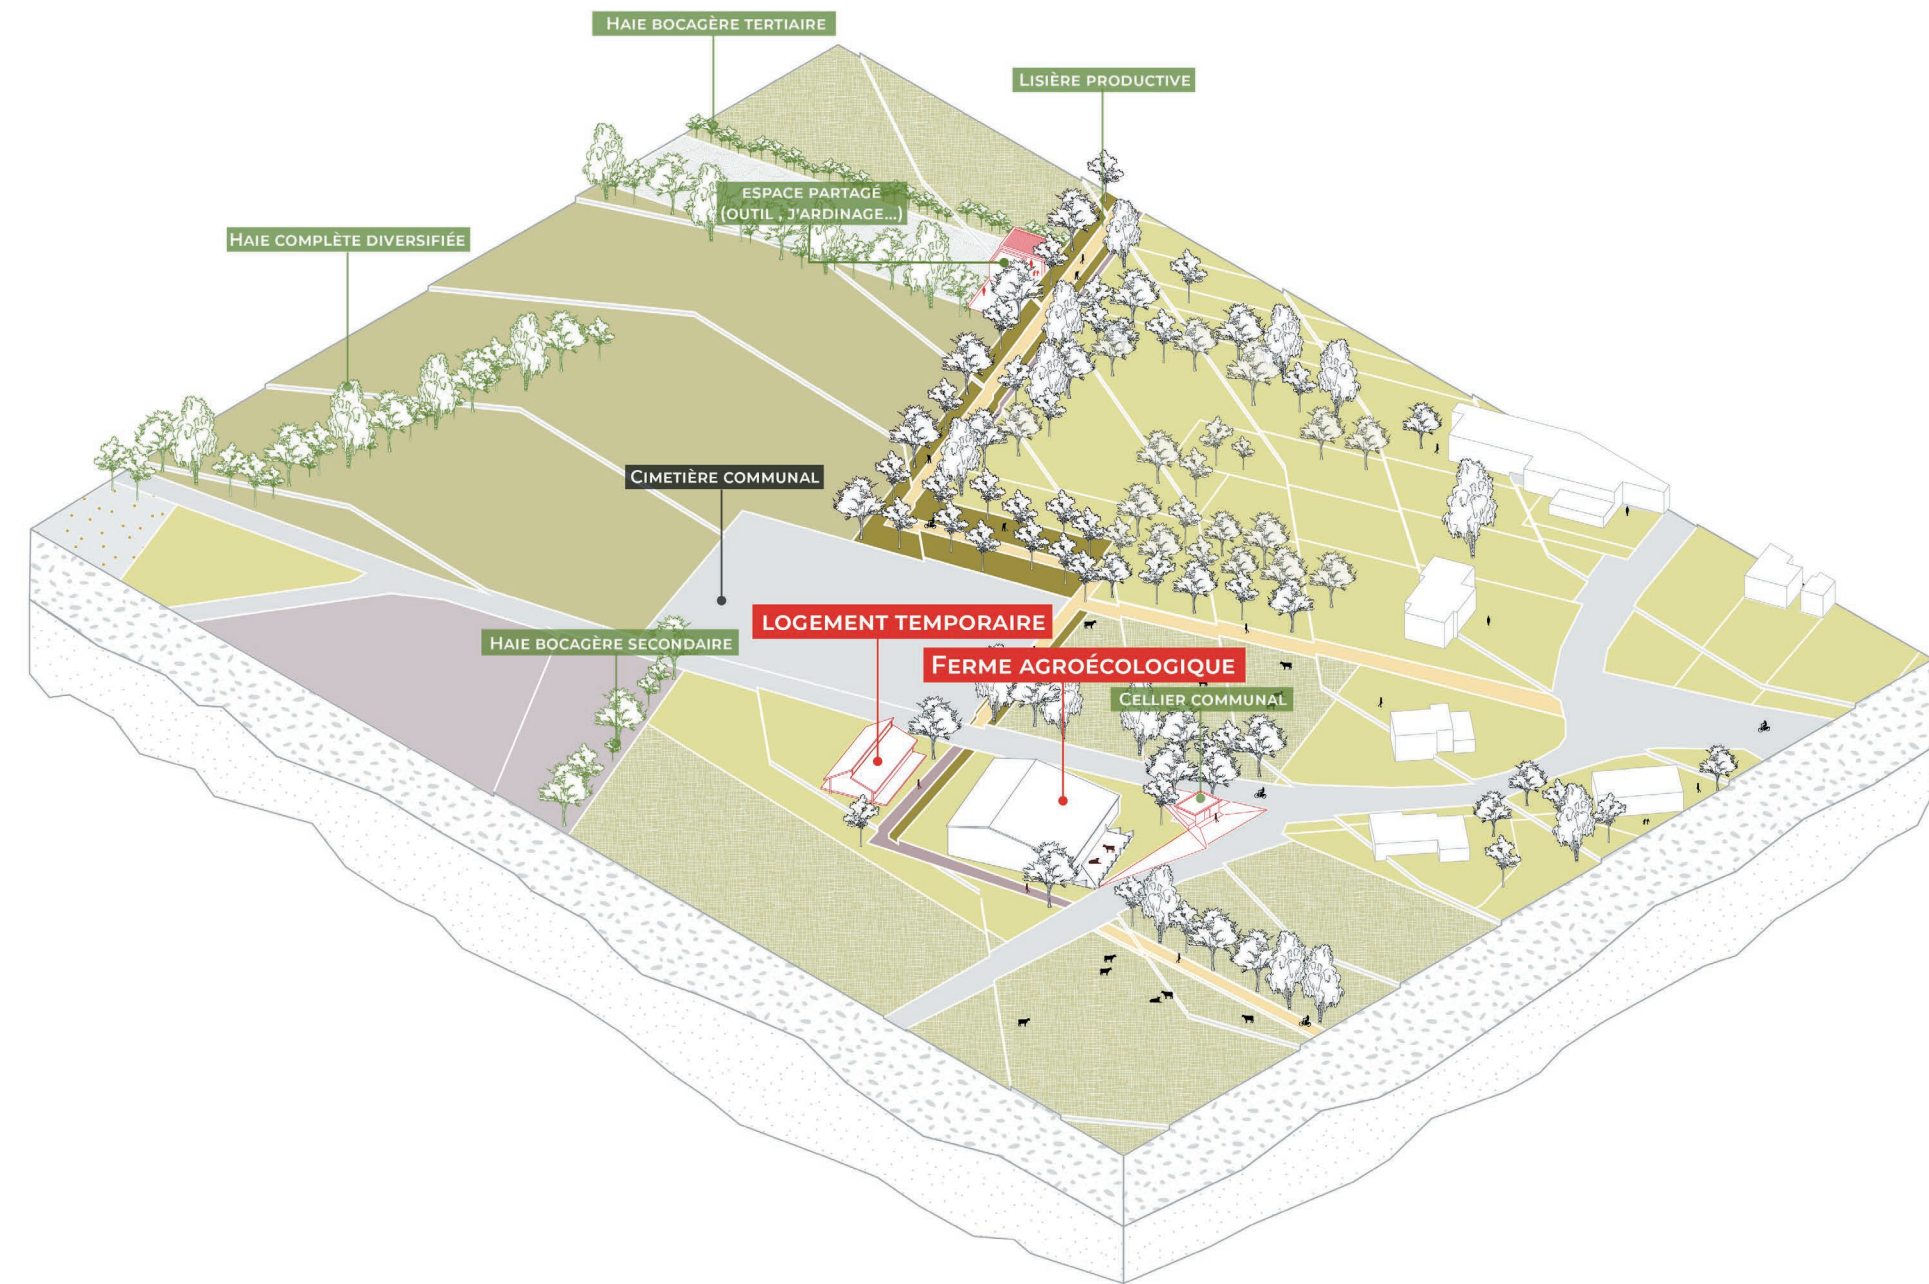 Haie bocagère tertiaire
Lisière productive
espace partagé
(outil , j'ardinage...)
Haie complète diversifiée
Cimetière communal
logement temporaire
Haie bocagère secondaire
Ferme agroécologique
Cellier communal